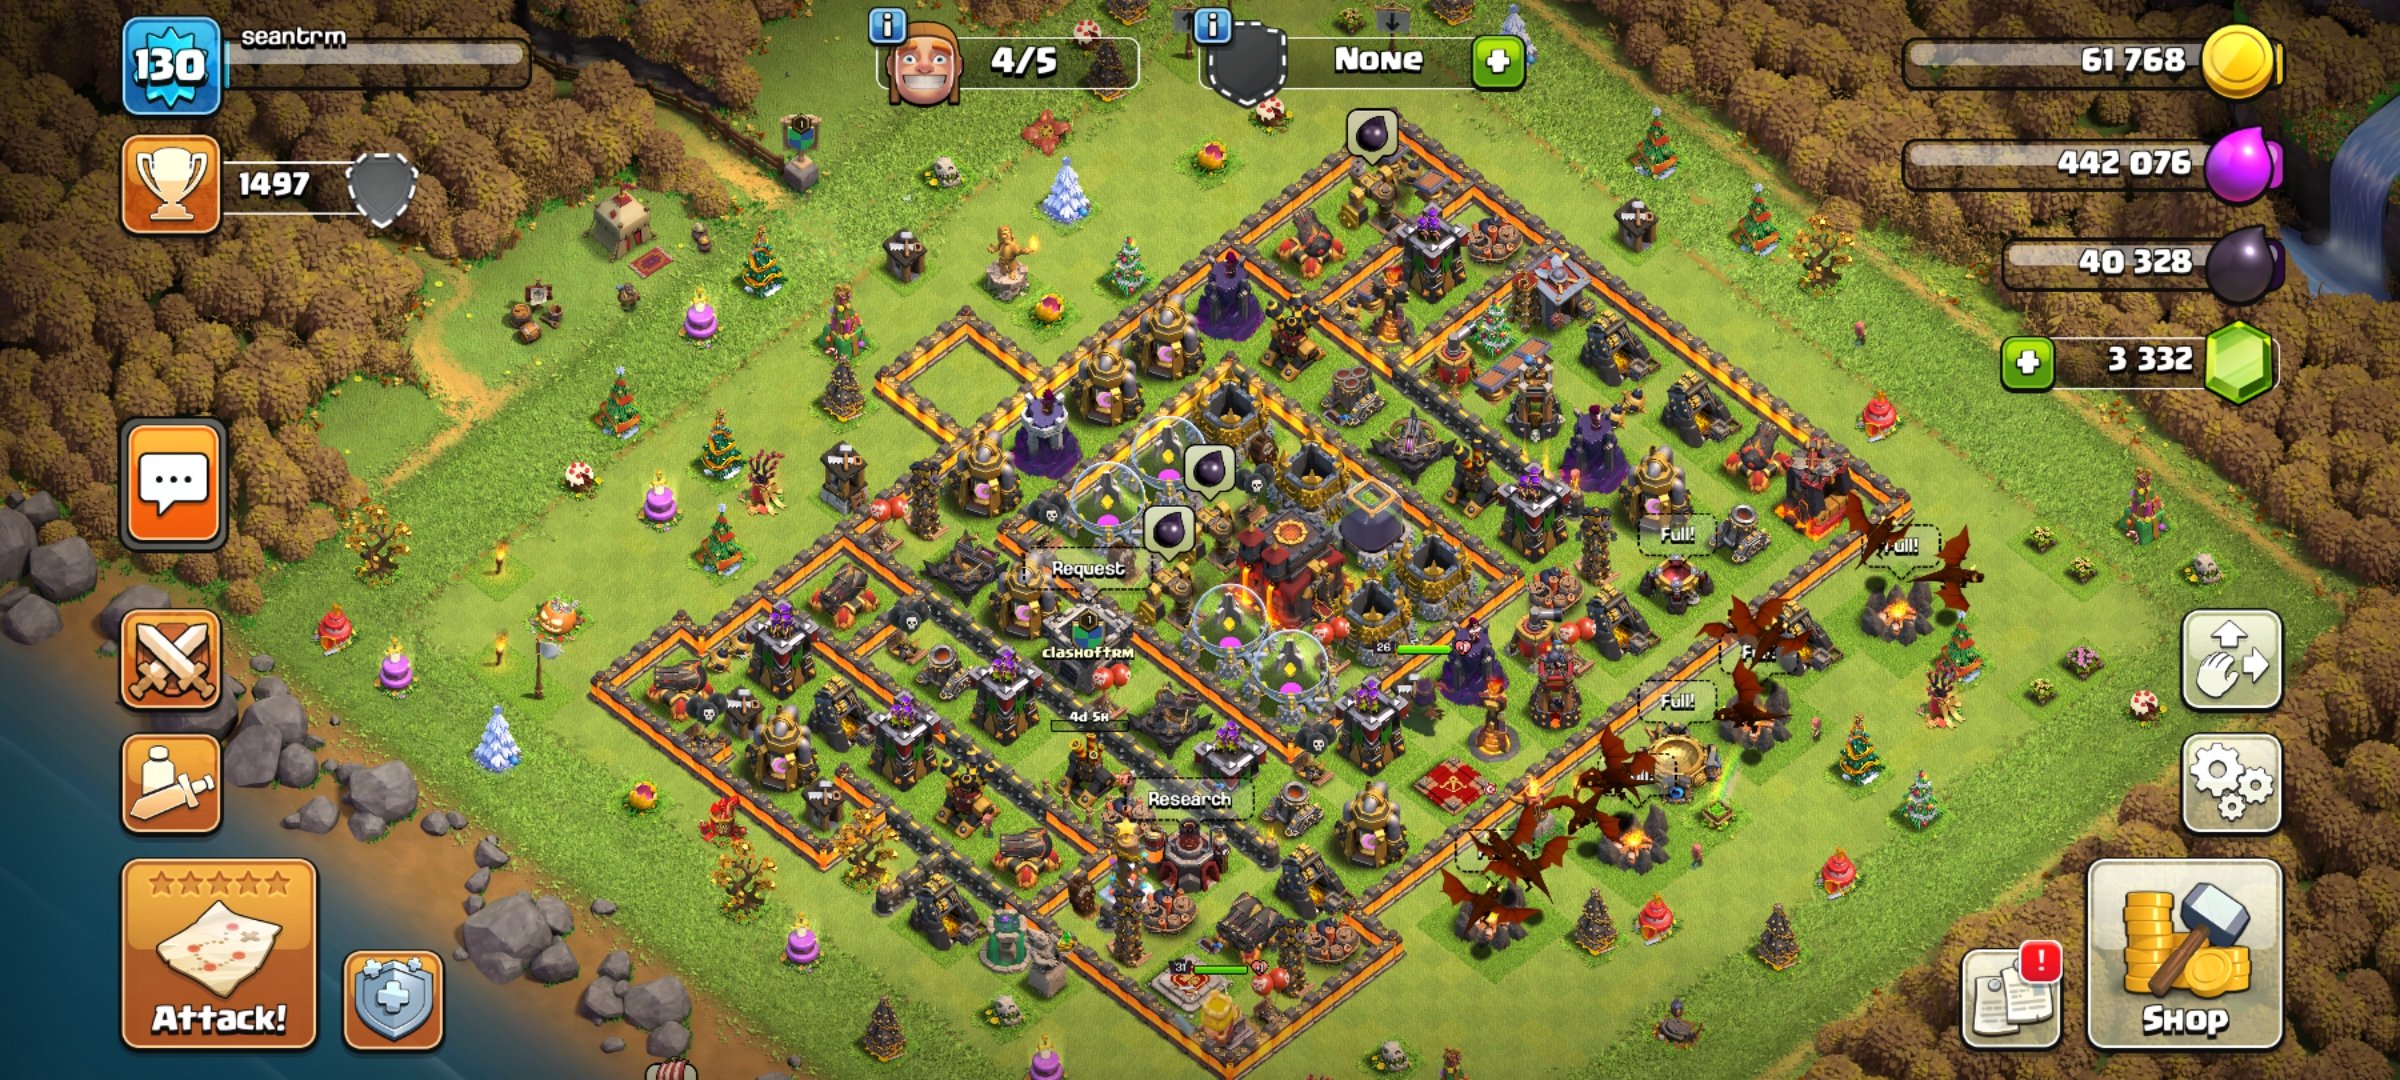 130
seantrm
4/5
None
61 768
1497
442 076
40 328
3 332
Full!
Full!
Request
clashoftrm
26
Full!
4d 5h
Research
31
Attack!
Shop
!